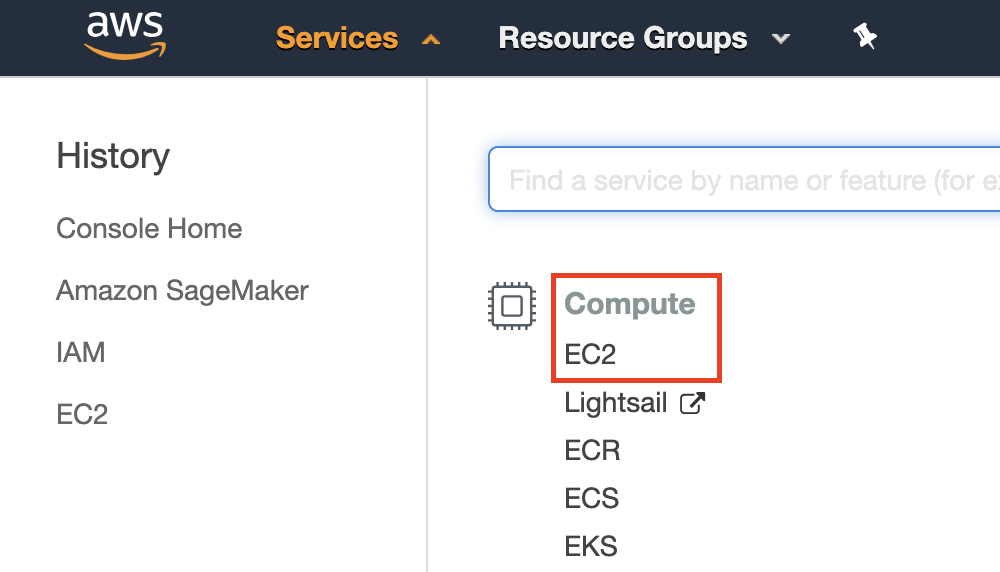 aws Services Resource Groups
History
Console Home
Amazon SageMaker
IAM
EC2
Find a service by name or feature (for
Compute
EC2
Lightsail
ECR
ECS
EKS